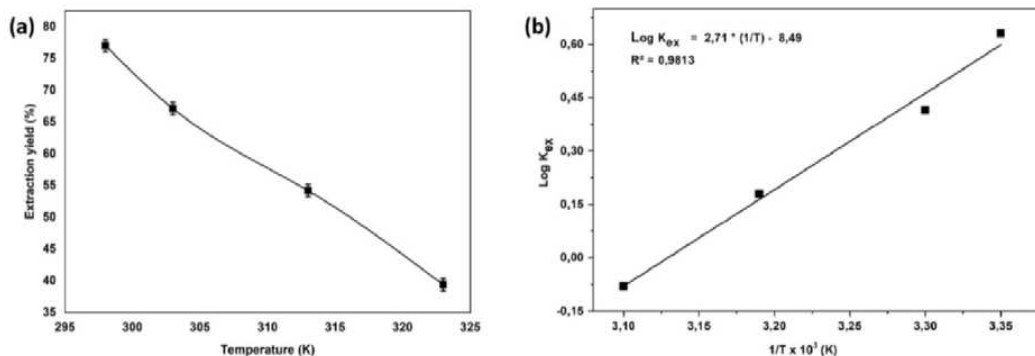 (a)
80
75
70
65
60
55
50
45
40
35
Extraction yield (%)
295 300 305 310 315 320 325
Temperature (K)
(b)
Log Kex = 2,71 * (1/T) - 8,49
R² = 0,9813
0,60
0,45
0,30
0,15
0,00
-0,15
Log Kex
3,10 3,15 3,20 3,25 3,30 3,35
1/T x 10³ (K)